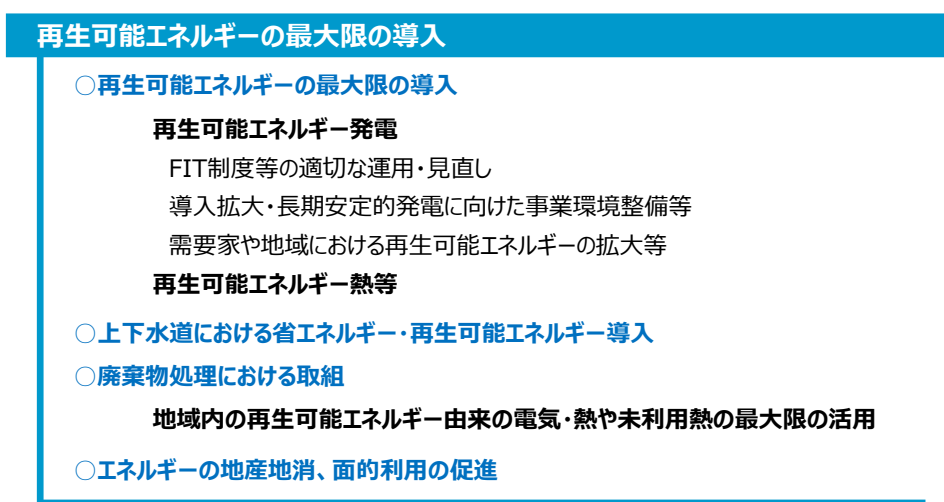 再生可能エネルギーの最大限の導入
○再生可能エネルギーの最大限の導入
再生可能エネルギー発電
FIT制度等の適切な運用・見直し
導入拡大・長期安定的発電に向けた事業環境整備等
需要家や地域における再生可能エネルギーの拡大等
再生可能エネルギー熱等
○上下水道における省エネルギー・再生可能エネルギー導入
○廃棄物処理における取組
地域内の再生可能エネルギー由来の電気・熱や未利用熱の最大限の活用
○エネルギーの地産地消、面的利用の促進